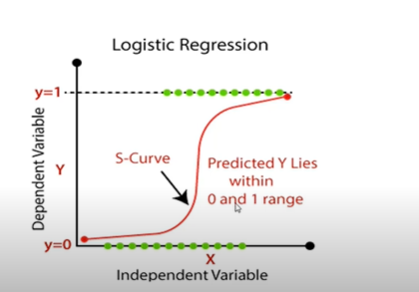 Logistic Regression
y=1
Dependent Variable
Y
S-Curve
Predicted Y Lies
within
0 and 1 range
y=0
X
Independent Variable